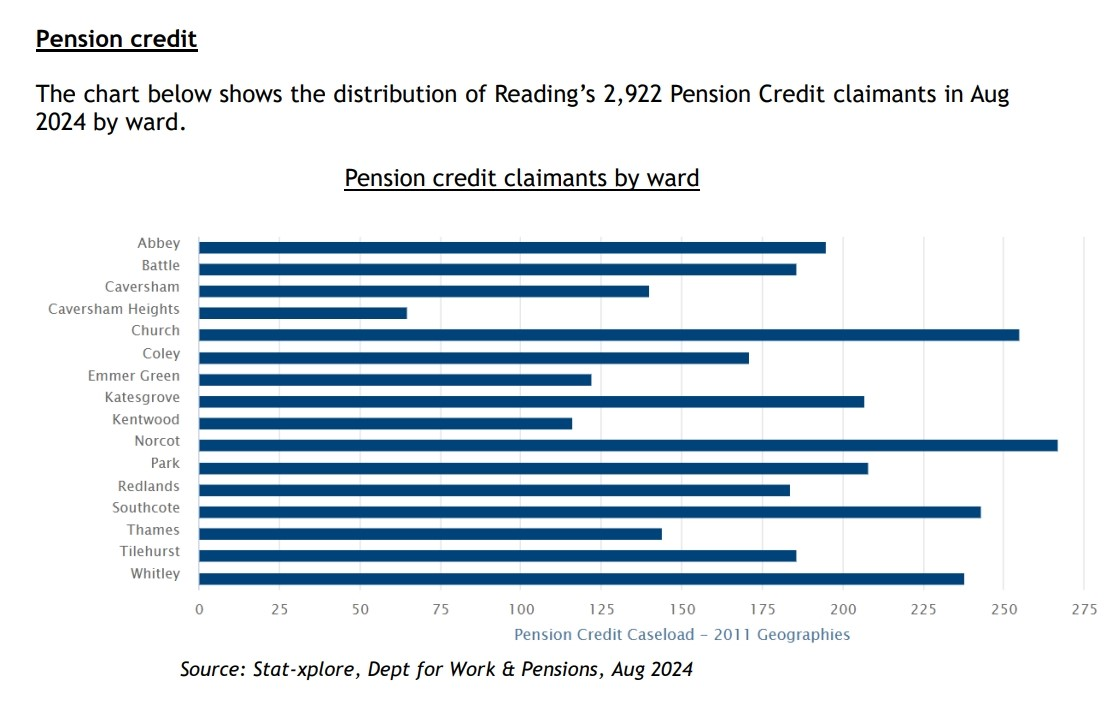 Pension credit
The chart below shows the distribution of Reading’s 2,922 Pension Credit claimants in Aug
2024 by ward.
Pension credit claimants by ward
Abbey
Battle
Caversham
Caversham Heights
Church
Coley
Emmer Green
Katesgrove
Kentwood
Norcot
Park
Redlands
Southcote
Thames
Tilehurst
Whitley
0 25 50 75 100 125 150 175 200 225 250 275
Pension Credit Caseload – 2011 Geographies
Source: Stat-xplore, Dept for Work & Pensions, Aug 2024